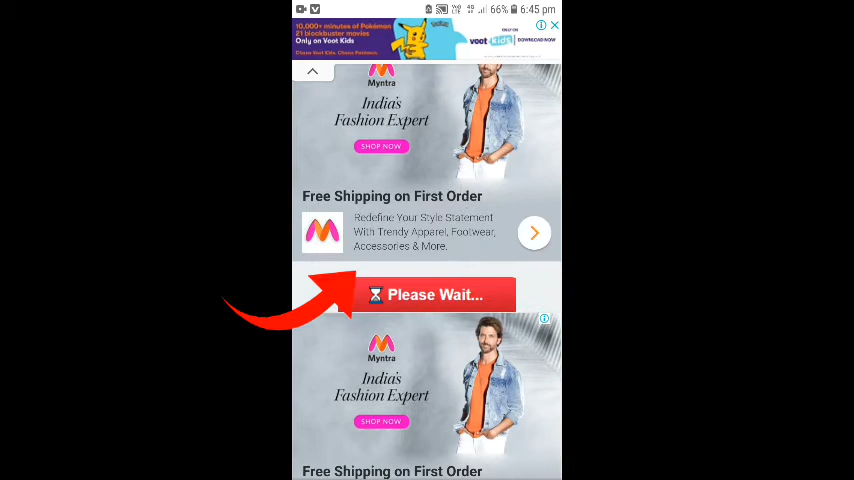 66% 6:45 pm
10,000+ minutes of Pokémon
21 blockbuster movies
Only on Voot Kids
voot kids
DOWNLOAD NOW
Myntra
India's
Fashion Expert
SHOP NOW
Free Shipping on First Order
Redefine Your Style Statement
With Trendy Apparel, Footwear,
Accessories & More.
Please Wait...
Myntra
India's
Fashion Expert
SHOP NOW
Free Shipping on First Order